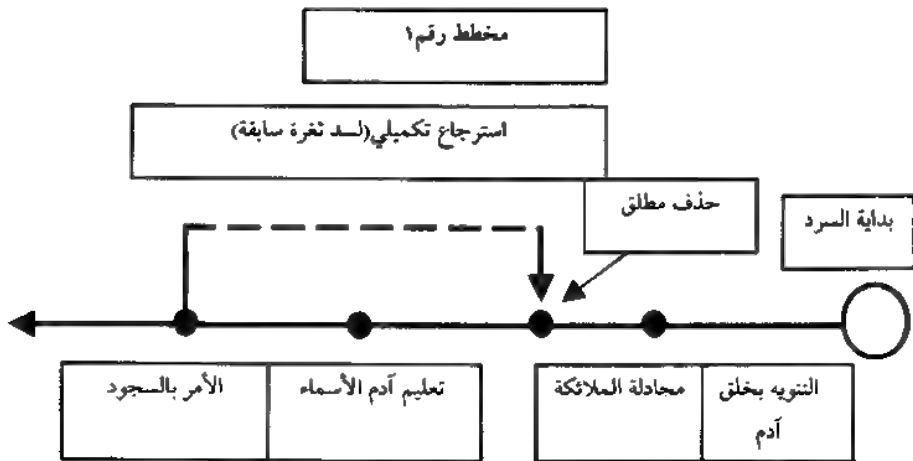 مخطط رقم١
استرجاع تكميلي(لسد ثغرة سابقة)
حذف مطلق
بداية السرد
التنويه بخلق
آدم
مجادلة الملائكة
تعليم آدم الأسماء
الأمر بالسجود